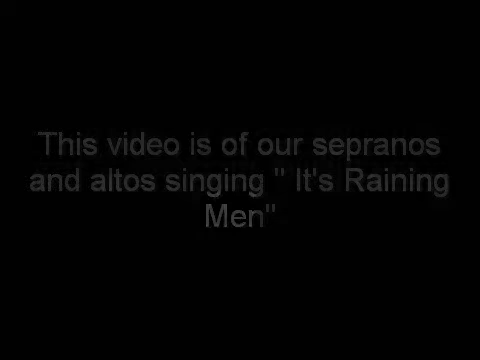 This video is of our sepranos
and altos singing " It's Raining
Men"